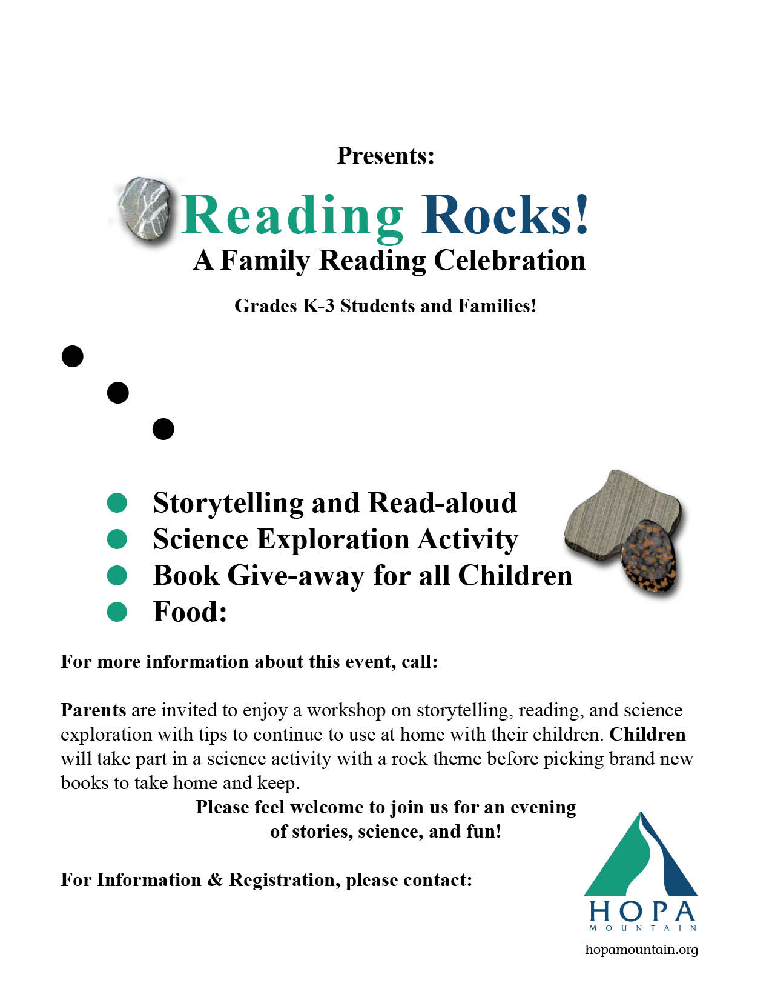 Presents:
Reading Rocks!
A Family Reading Celebration
Grades K-3 Students and Families!
●
●
●
● Storytelling and Read-aloud
● Science Exploration Activity
● Book Give-away for all Children
● Food:
For more information about this event, call:
Parents are invited to enjoy a workshop on storytelling, reading, and science
exploration with tips to continue to use at home with their children. Children
will take part in a science activity with a rock theme before picking brand new
books to take home and keep.
Please feel welcome to join us for an evening
of stories, science, and fun!
For Information & Registration, please contact:
HOPA
MOUNTAIN
hopamountain.org